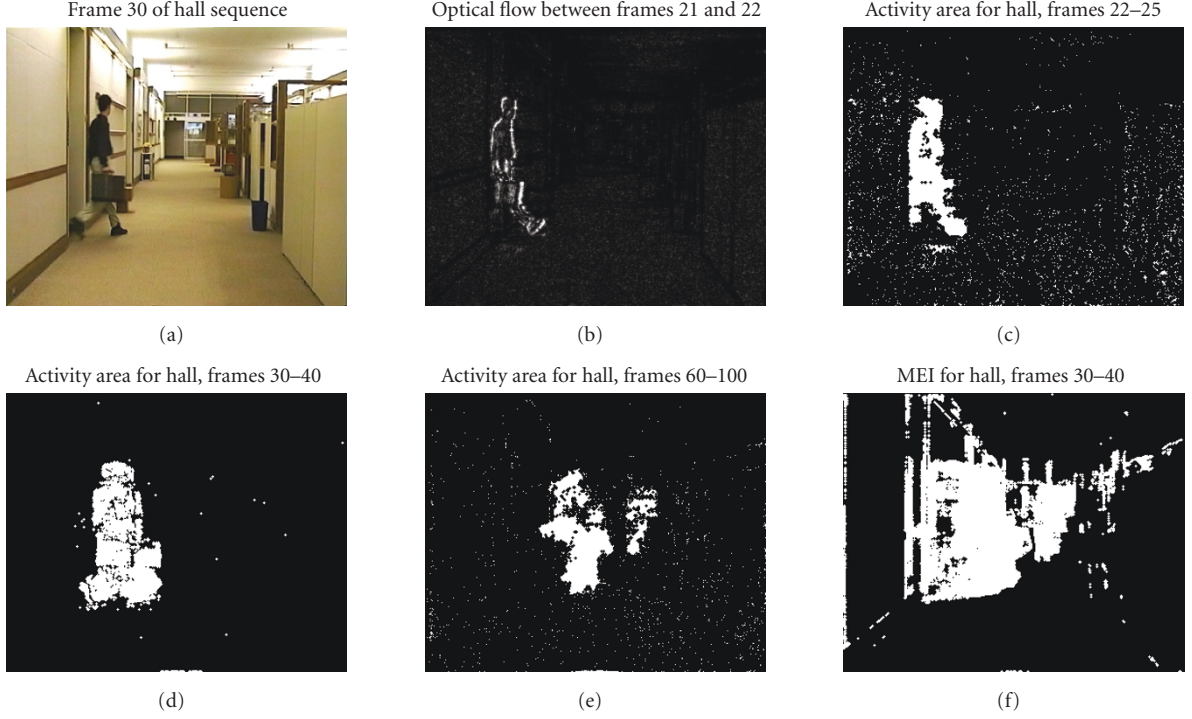 Frame 30 of hall sequence
Optical flow between frames 21 and 22
Activity area for hall, frames 22–25
(a)
(b)
(c)
Activity area for hall, frames 30–40
Activity area for hall, frames 60–100
MEI for hall, frames 30–40
(d)
(e)
(f)